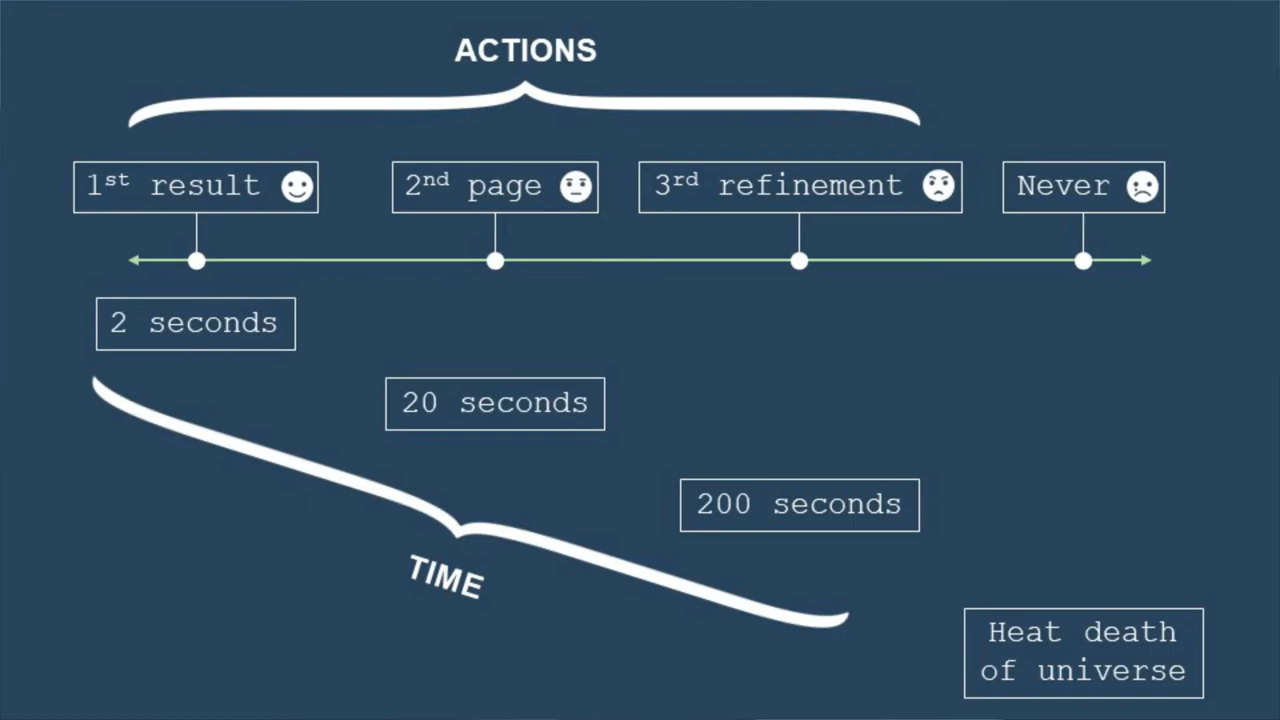 ACTIONS
1st result
2nd page
3rd refinement
Never
2 seconds
20 seconds
200 seconds
TIME
Heat death
of universe